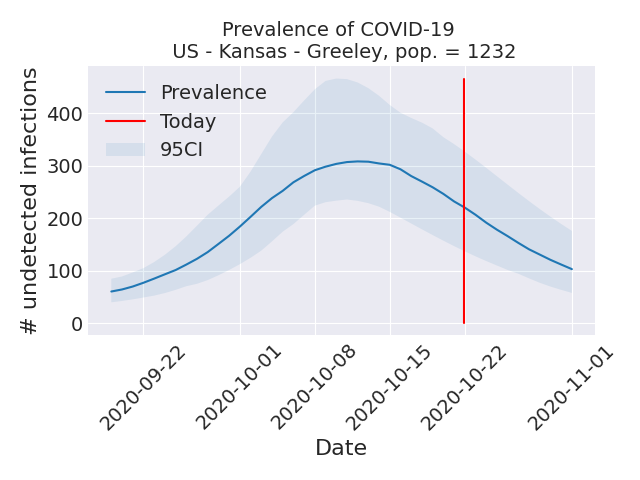 Prevalence of COVID-19
US - Kansas - Greeley, pop. = 1232
# undetected infections
400
300
200
100
0
Prevalence
Today
95CI
2020-09-22
2020-10-01
2020-10-08
2020-10-15
2020-10-22
2020-11-01
Date